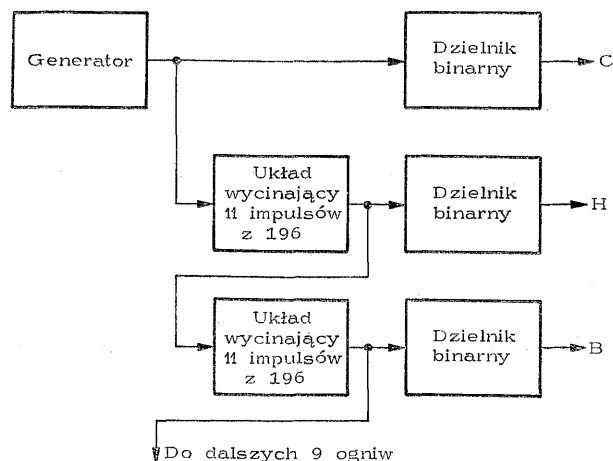 Generator
Dzielnik
binarny
C
Układ
wycinający
11 impulsów
z 196
Dzielnik
binarny
H
Układ
wycinający
11 impulsów
z 196
Dzielnik
binarny
B
Do dalszych 9 ogniw